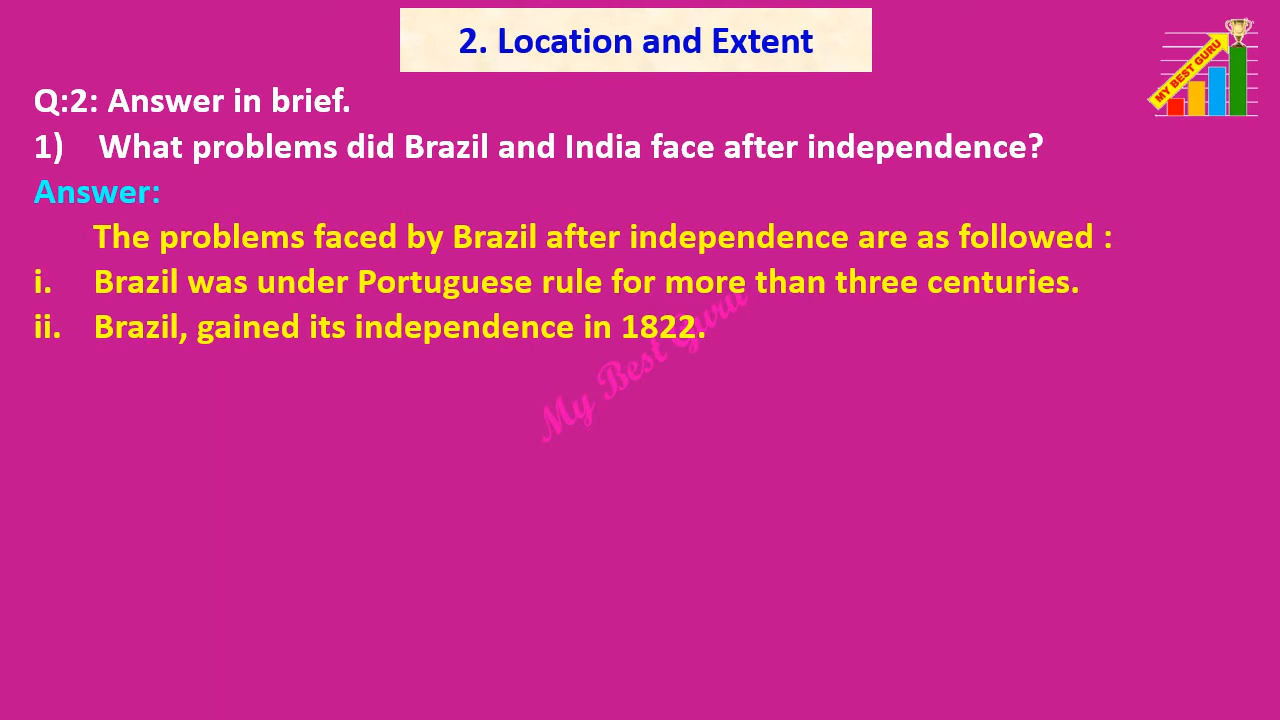 2. Location and Extent
MY BEST GURU
Q:2: Answer in brief.
1) What problems did Brazil and India face after independence?
Answer:
The problems faced by Brazil after independence are as followed :
i. Brazil was under Portuguese rule for more than three centuries.
ii. Brazil, gained its independence in 1822.
My Best Guru